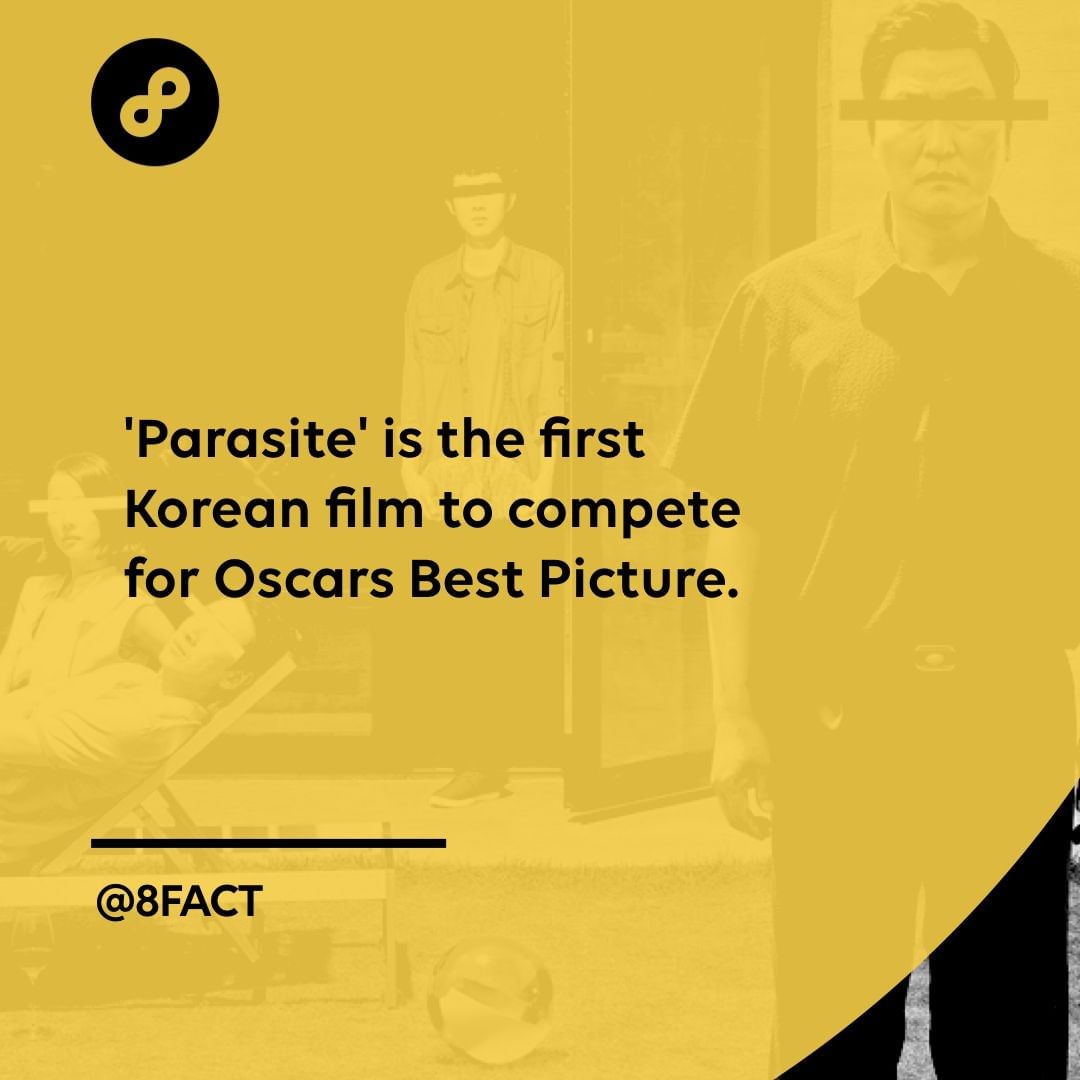 'Parasite' is the first
Korean film to compete
for Oscars Best Picture.
@8FACT